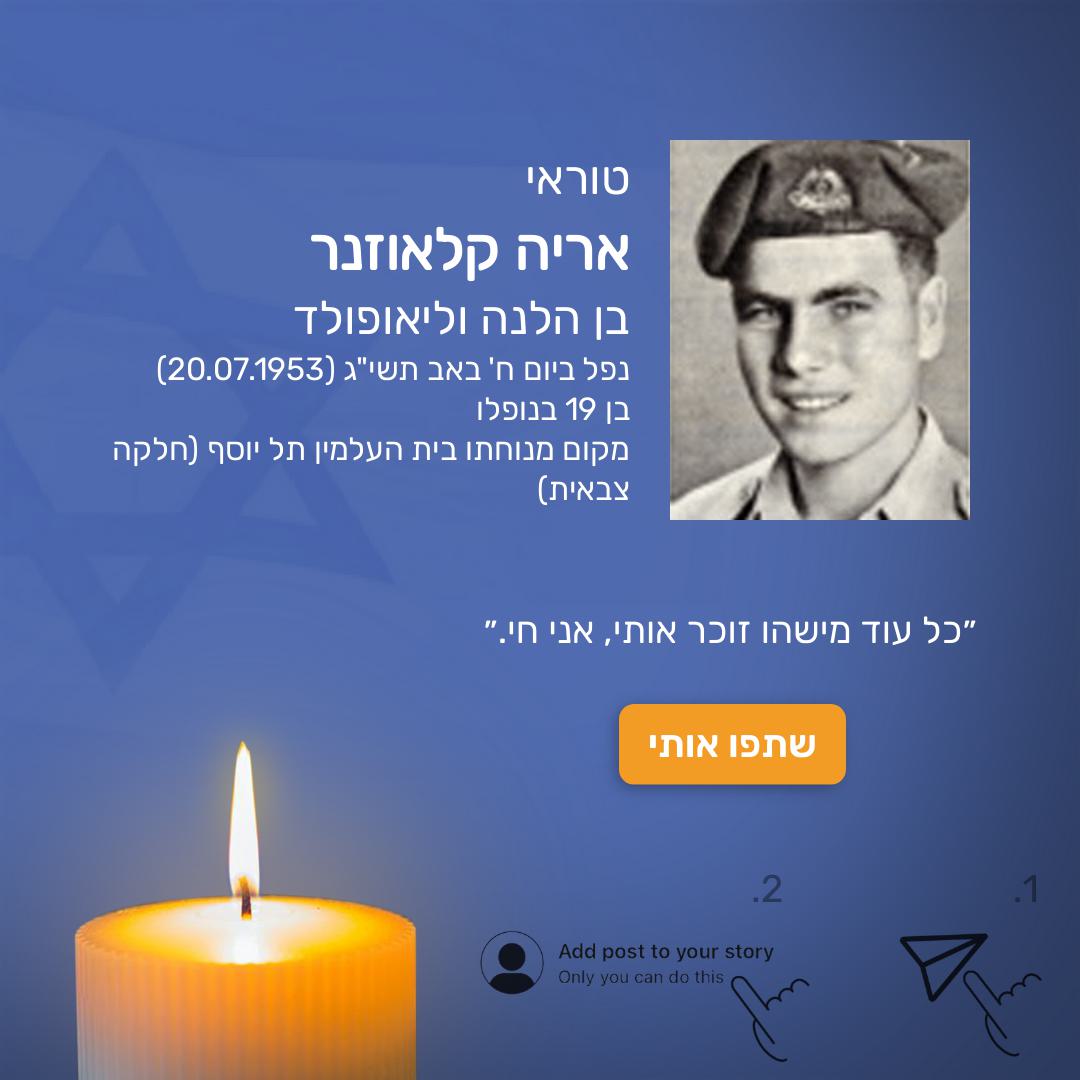 טוראי
אריה קלאוזנר
בן הלנה וליאופולד
נפל ביום ח' באב תשי"ג (20.07.1953)
בן 19 בנופלו
מקום מנוחתו בית העלמין תל יוסף (חלקה
צבאית)
״כל עוד מישהו זוכר אותי, אני חי.״
שתפו אותי
.1
.2
Add post to your story
Only you can do this